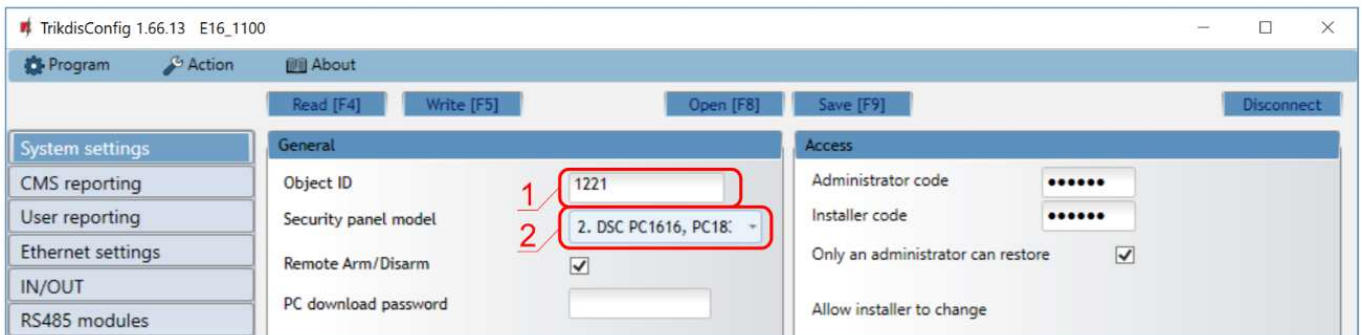 TrikdisConfig 1.66.13 E16_1100
Program Action About
Read [F4] Write [F5] Open [F8] Save [F9] Disconnect
System settings
CMS reporting
User reporting
Ethernet settings
IN/OUT
RS485 modules
General
Object ID 1 1221
Security panel model 2 2. DSC PC1616, PC18
Remote Arm/Disarm
PC download password
Access
Administrator code ••••••
Installer code ••••••
Only an administrator can restore
Allow installer to change